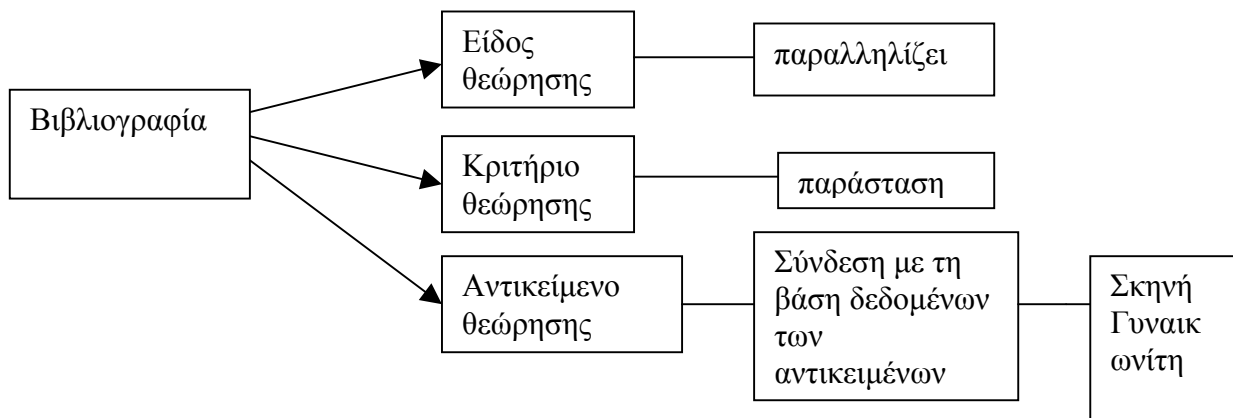 Βιβλιογραφία
Είδος
θεώρησης
παραλληλίζει
Κριτήριο
θεώρησης
παράσταση
Αντικείμενο
θεώρησης
Σύνδεση με τη
βάση δεδομένων
των
αντικειμένων
Σκηνή
Γυναικ
ωνίτη